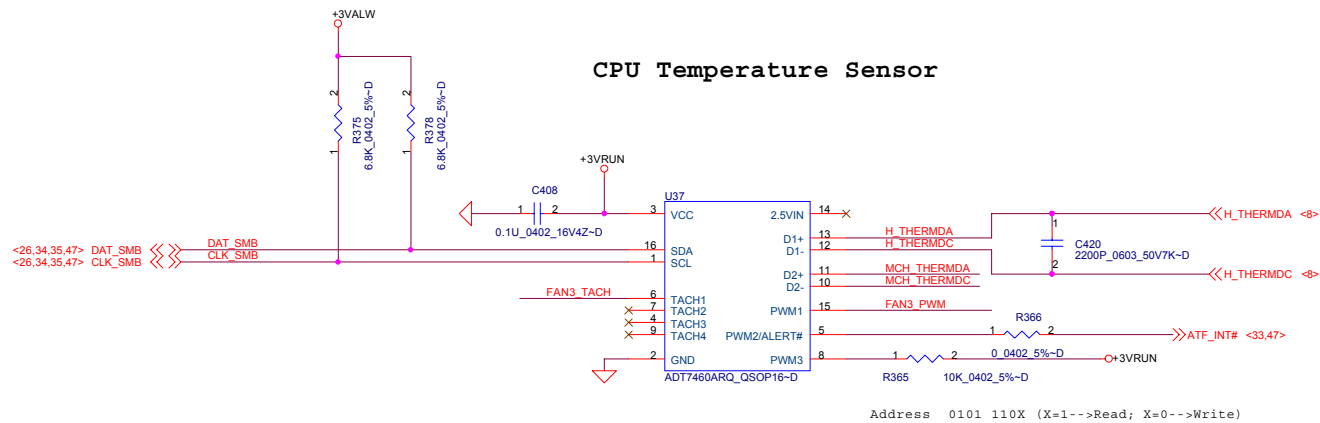 +3VALW
CPU Temperature Sensor
2
2
R375
6.8K_0402_5%~D
R378
6.8K_0402_5%~D
1
1
+3VRUN
C408
1 2
0.1U_0402_16V4Z~D
U37
3 VCC
2.5VIN 14
16 SDA
1 SCL
D1+ 13
D1- 12
D2+ 11
D2- 10
6 TACH1
7 TACH2
4 TACH3
9 TACH4
PWM1 15
PWM2/ALERT# 5
2 GND
PWM3 8
ADT7460ARQ_QSOP16~D
<26,34,35,47> DAT_SMB
DAT_SMB
<26,34,35,47> CLK_SMB
CLK_SMB
FAN3_TACH
H_THERMDA
H_THERMDC
MCH_THERMDA
MCH_THERMDC
FAN3_PWM
1
C420
2200P_0603_50V7K~D
2
H_THERMDA <8>
H_THERMDC <8>
R366
1 2
0_0402_5%~D
ATF_INT# <33,47>
1 2
R365 10K_0402_5%~D
+3VRUN
Address 0101 110X (X=1-->Read; X=0-->Write)